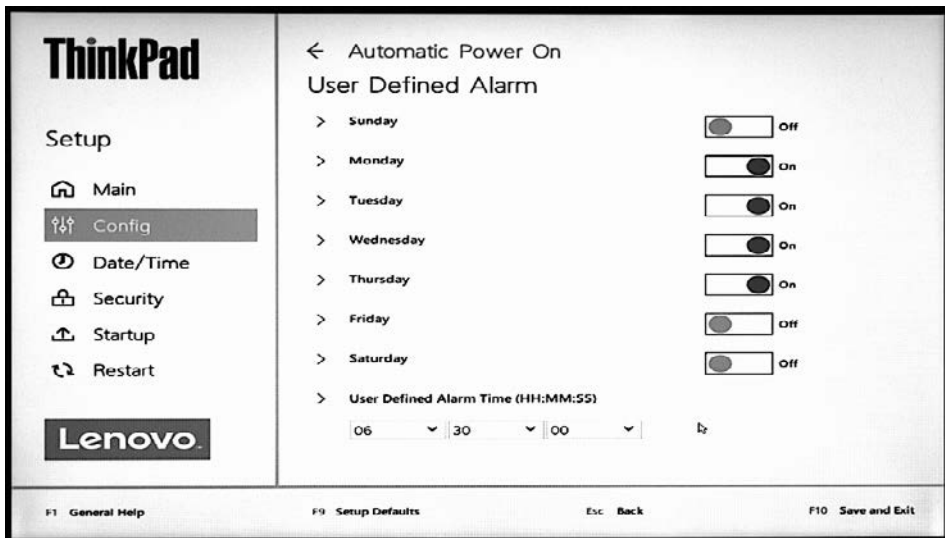 ThinkPad
Setup
Main
Config
Date/Time
Security
Startup
Restart
Lenovo.
← Automatic Power On
User Defined Alarm
> Sunday Off
> Monday On
> Tuesday On
> Wednesday On
> Thursday On
> Friday Off
> Saturday Off
> User Defined Alarm Time (HH:MM:SS)
06 30 00
F1 General Help F9 Setup Defaults Esc Back F10 Save and Exit